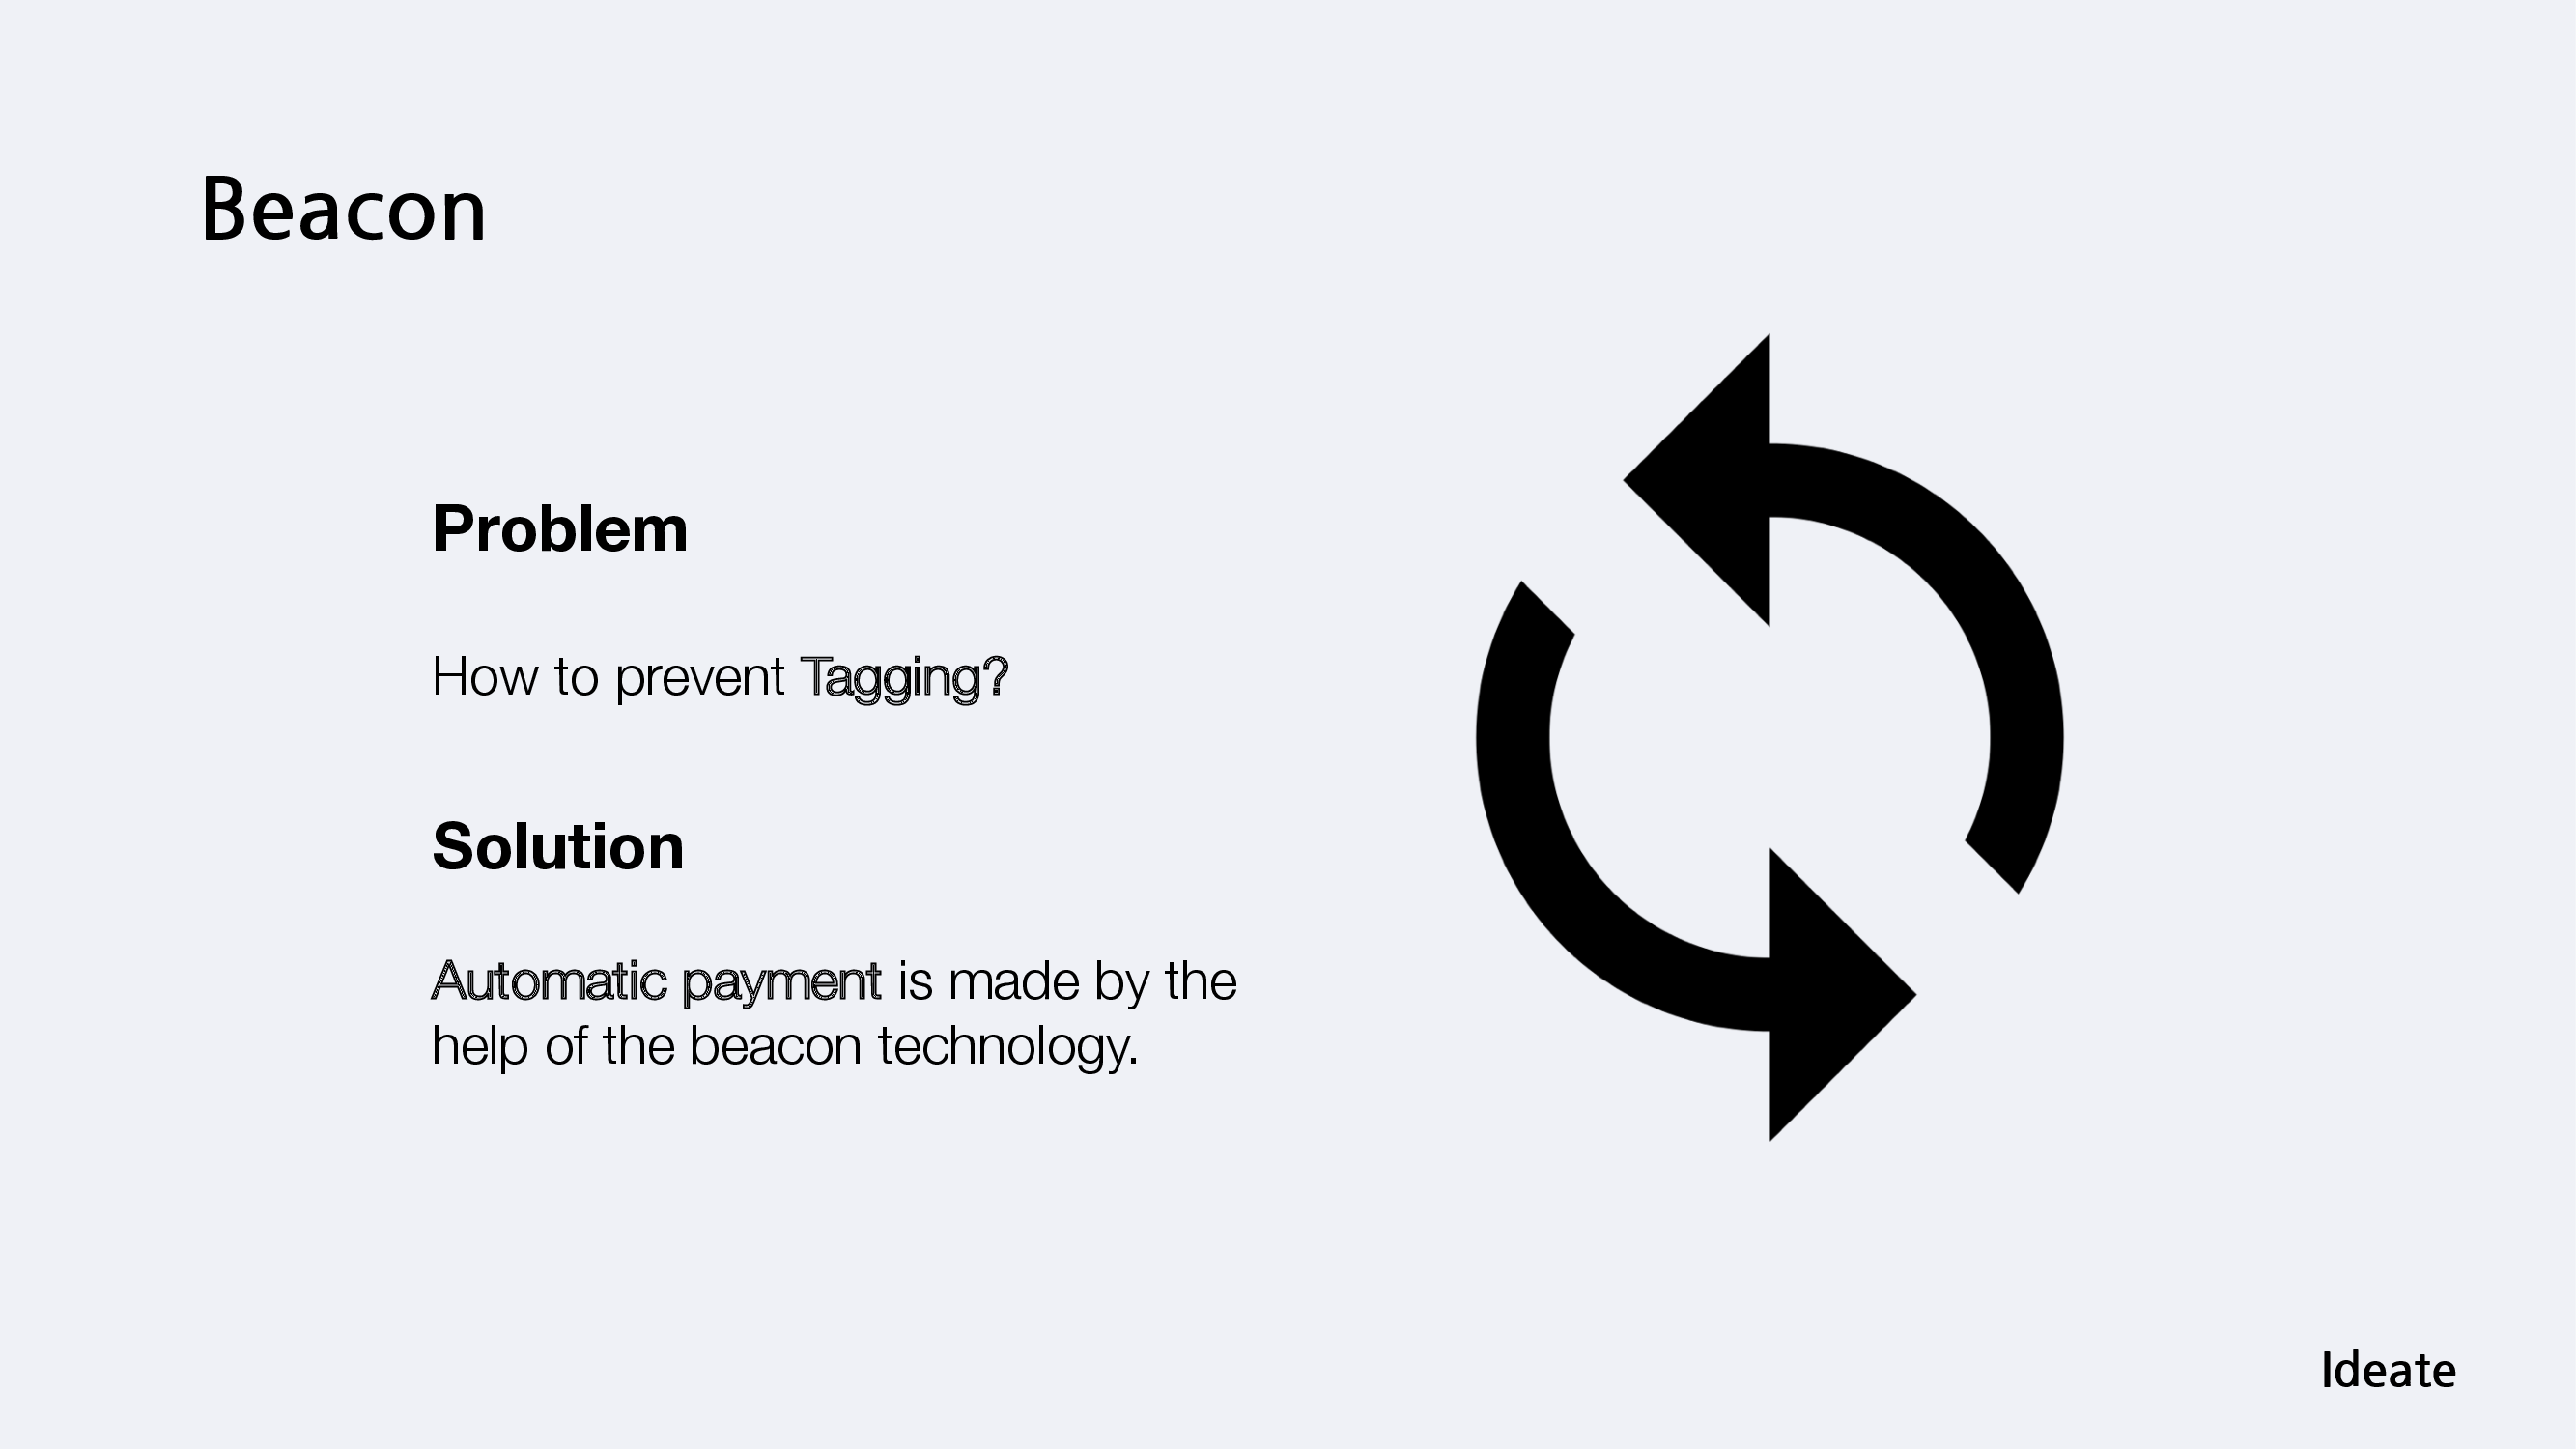 Beacon
Problem
How to prevent Tagging?
Solution
Automatic payment is made by the
help of the beacon technology.
Ideate